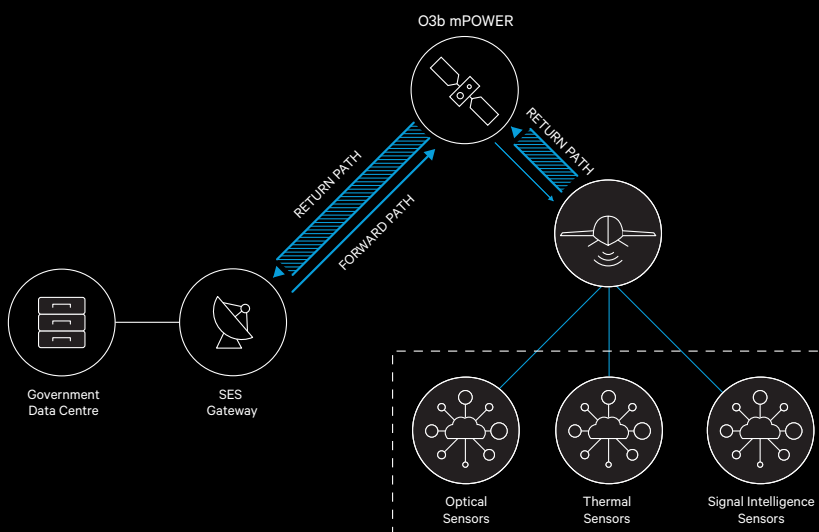 O3b mPOWER
RETURN PATH
RETURN PATH
FORWARD PATH
Government
Data Centre
SES
Gateway
Optical
Sensors
Thermal
Sensors
Signal Intelligence
Sensors